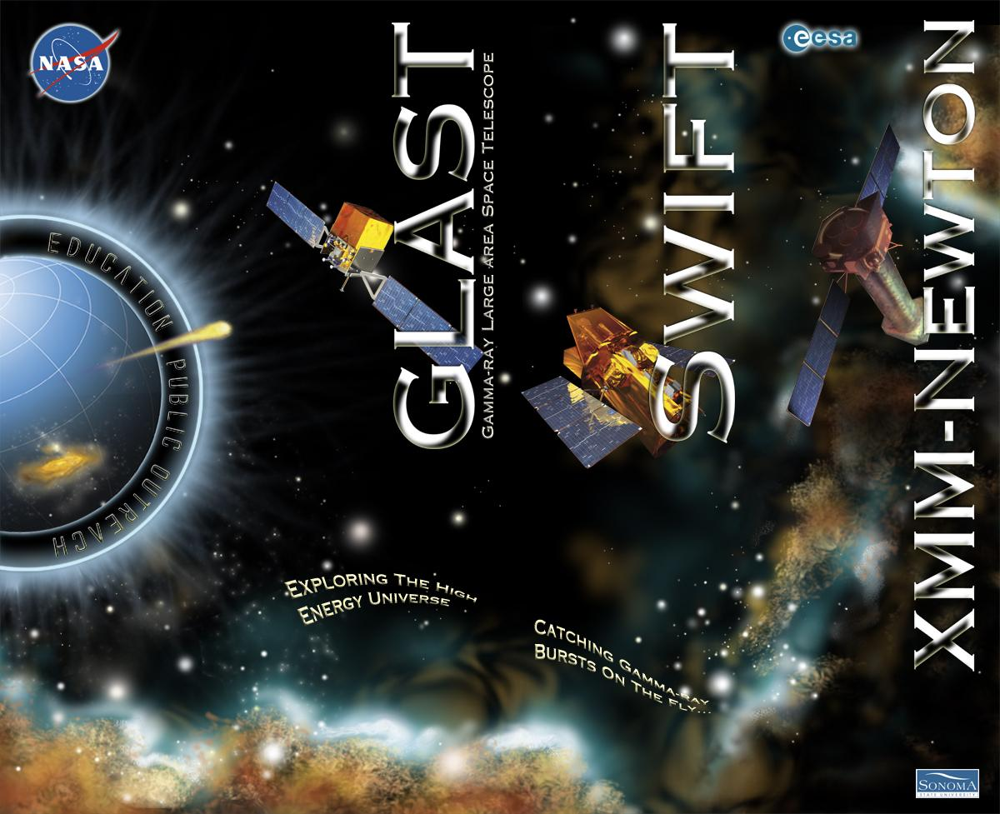 NASA
EDUCATION PUBLIC OUTREACH
GLAST
GAMMA-RAY LARGE AREA SPACE TELESCOPE
EXPLORING THE HIGH
ENERGY UNIVERSE
SWIFT
CATCHING GAMMA-RAY
BURSTS ON THE FLY...
esa
XMM-NEWTON
SONOMA
STATE UNIVERSITY